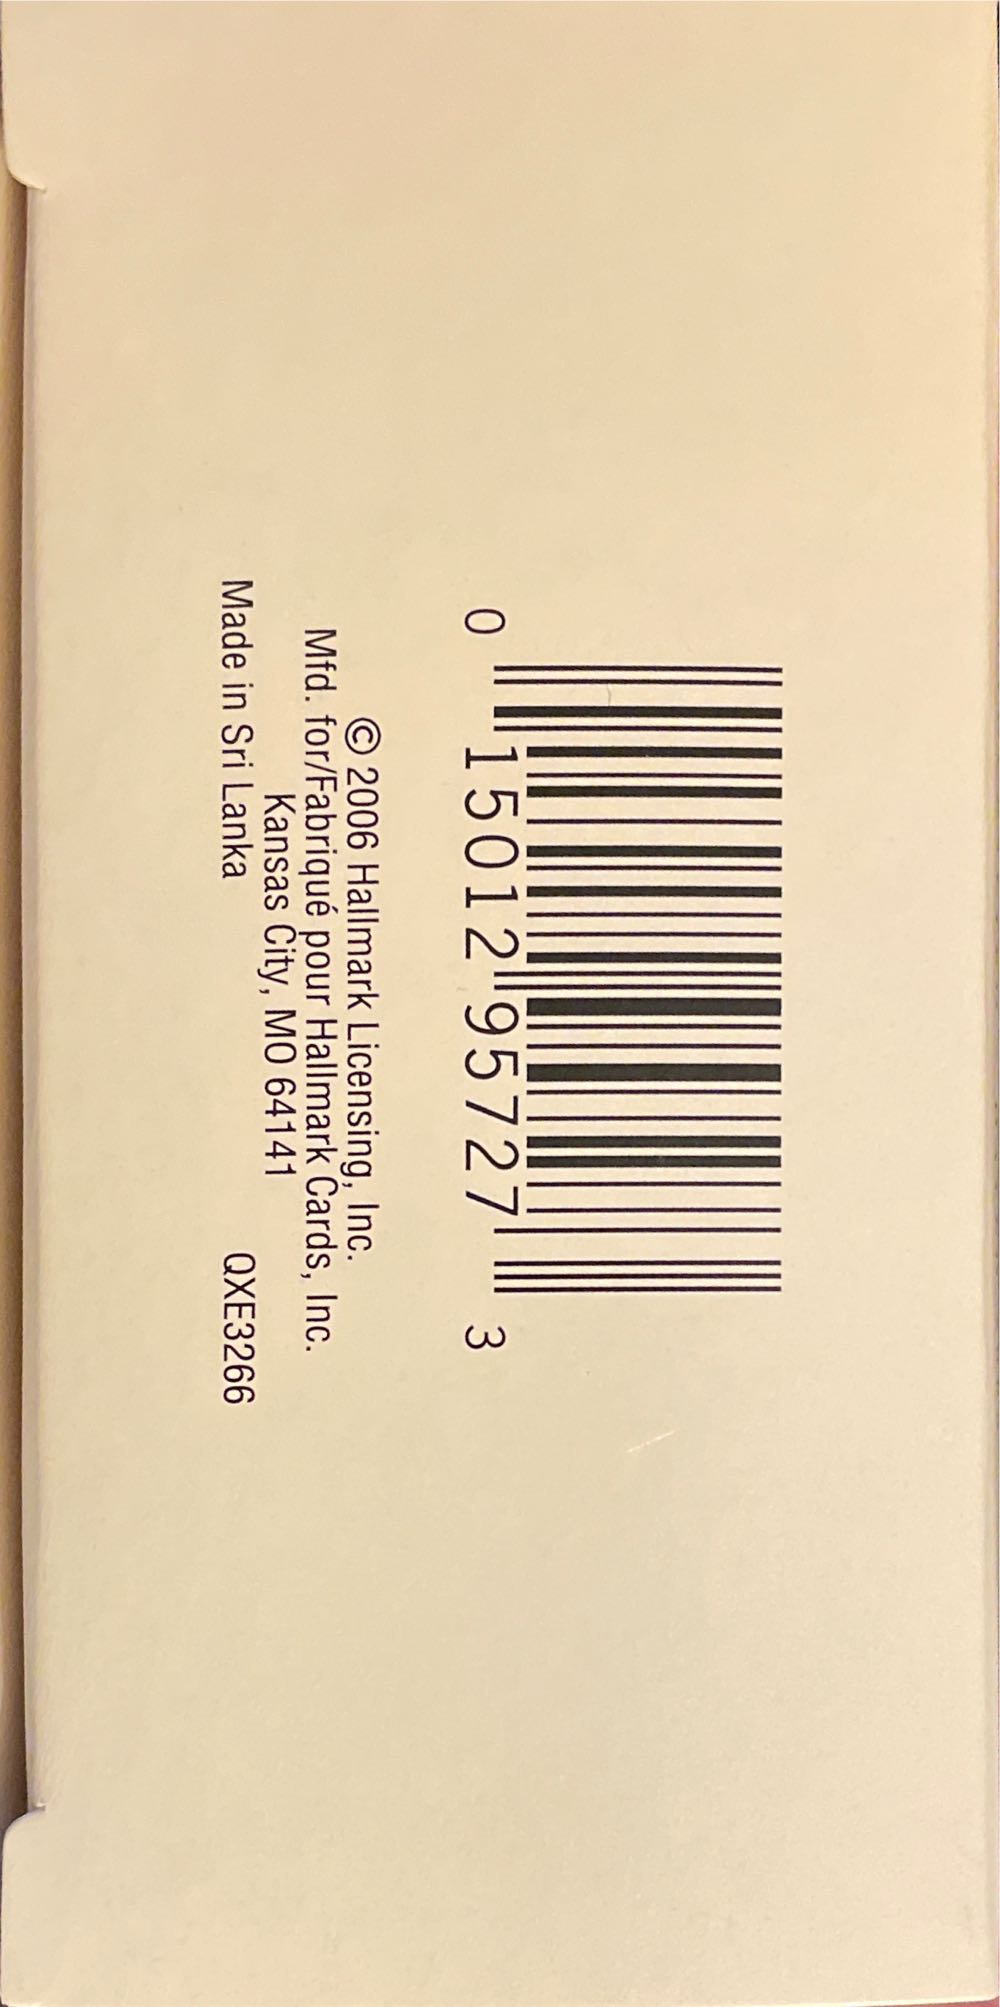 0 15012 95727 3
© 2006 Hallmark Licensing, Inc.
Mfd. for/Fabriqué pour Hallmark Cards, Inc.
Kansas City, MO 64141
Made in Sri Lanka QXE3266